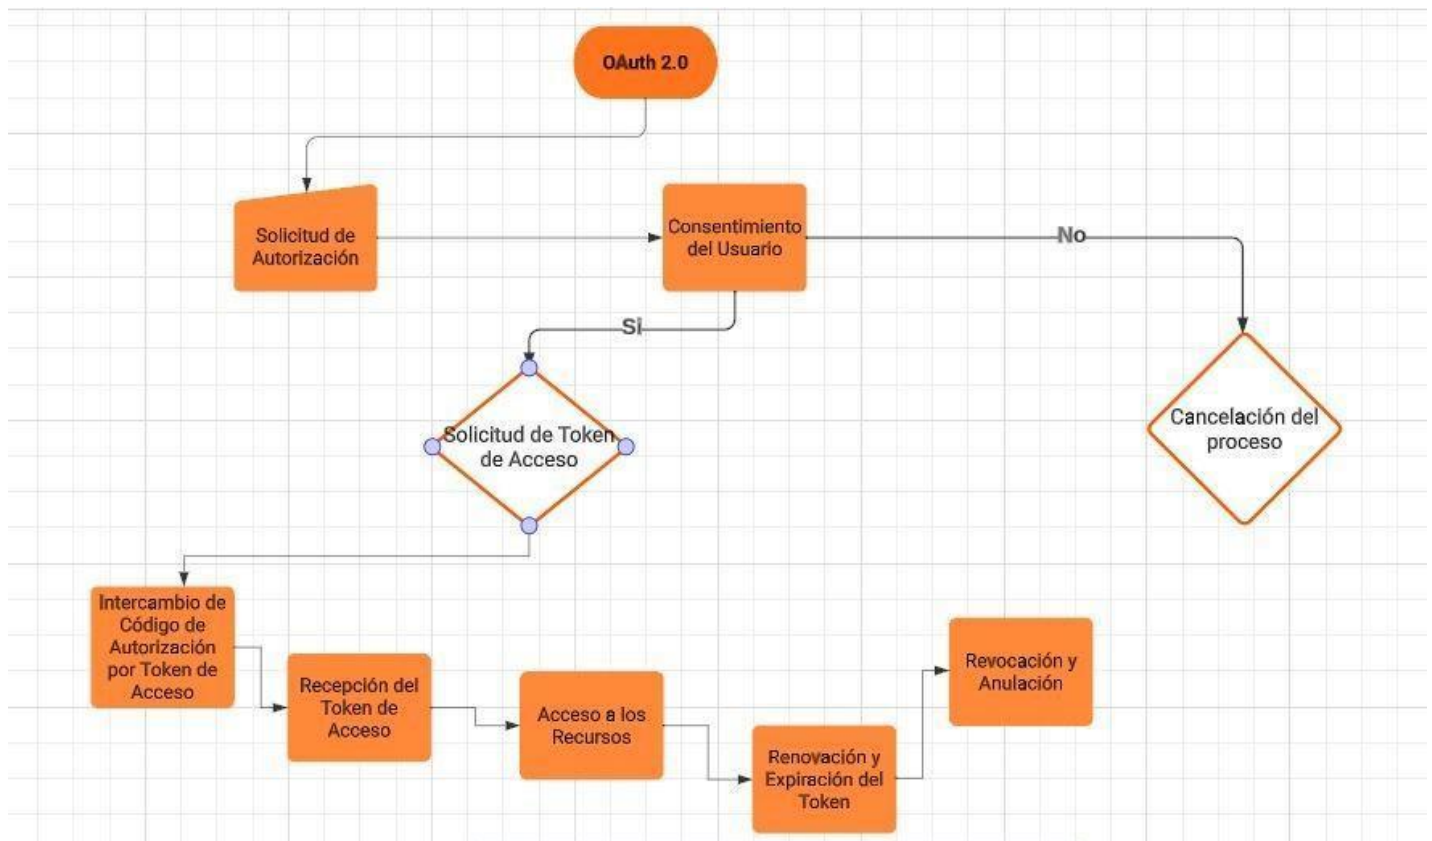 OAuth 2.0
Solicitud de
Autorización
Consentimiento
del Usuario
No
Si
Solicitud de Token
de Acceso
Cancelación del
proceso
Intercambio de
Código de
Autorización
por Token de
Acceso
Recepción del
Token de
Acceso
Acceso a los
Recursos
Renovación y
Expiración del
Token
Revocación y
Anulación